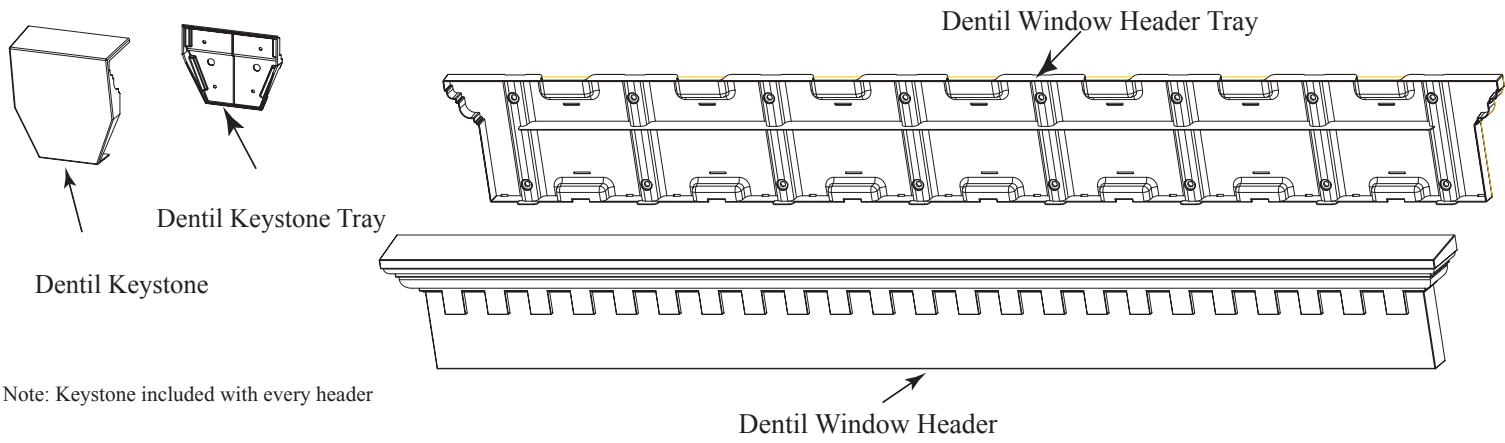 Dentil Window Header Tray
Dentil Keystone Tray
Dentil Keystone
Note: Keystone included with every header
Dentil Window Header